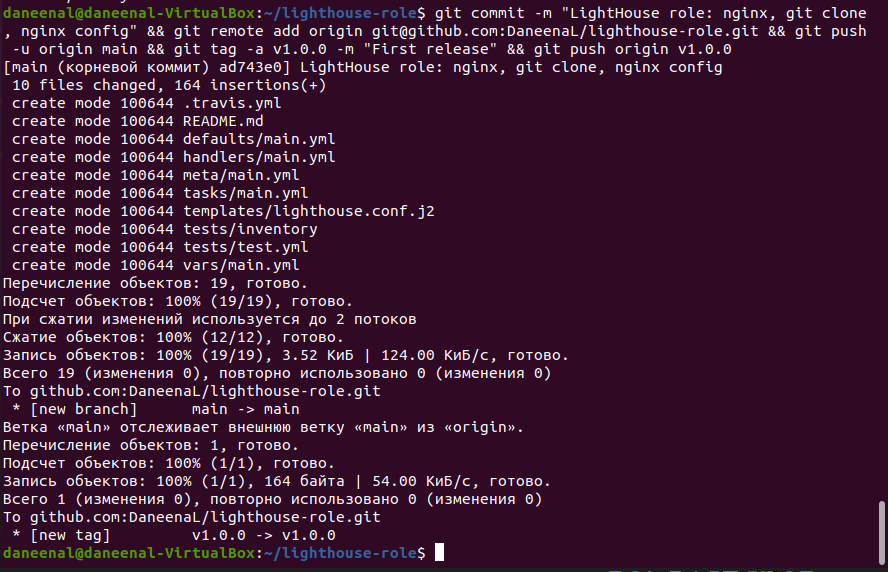 daneenal@daneenal-VirtualBox:~/lighthouse-role$ git commit -m "LightHouse role: nginx, git clone
, nginx config" && git remote add origin git@github.com:DaneenaL/lighthouse-role.git && git push
 -u origin main && git tag -a v1.0.0 -m "First release" && git push origin v1.0.0
[main (корневой коммит) ad743e0] LightHouse role: nginx, git clone, nginx config
 10 files changed, 164 insertions(+)
 create mode 100644 .travis.yml
 create mode 100644 README.md
 create mode 100644 defaults/main.yml
 create mode 100644 handlers/main.yml
 create mode 100644 meta/main.yml
 create mode 100644 tasks/main.yml
 create mode 100644 templates/lighthouse.conf.j2
 create mode 100644 tests/inventory
 create mode 100644 tests/test.yml
 create mode 100644 vars/main.yml
Перечисление объектов: 19, готово.
Подсчет объектов: 100% (19/19), готово.
При сжатии изменений используется до 2 потоков
Сжатие объектов: 100% (12/12), готово.
Запись объектов: 100% (19/19), 3.52 КиБ | 124.00 КиБ/с, готово.
Всего 19 (изменения 0), повторно использовано 0 (изменения 0)
To github.com:DaneenaL/lighthouse-role.git
 * [new branch]      main -> main
Ветка «main» отслеживает внешнюю ветку «main» из «origin».
Перечисление объектов: 1, готово.
Подсчет объектов: 100% (1/1), готово.
Запись объектов: 100% (1/1), 164 байта | 54.00 КиБ/с, готово.
Всего 1 (изменения 0), повторно использовано 0 (изменения 0)
To github.com:DaneenaL/lighthouse-role.git
 * [new tag]         v1.0.0 -> v1.0.0
daneenal@daneenal-VirtualBox:~/lighthouse-role$